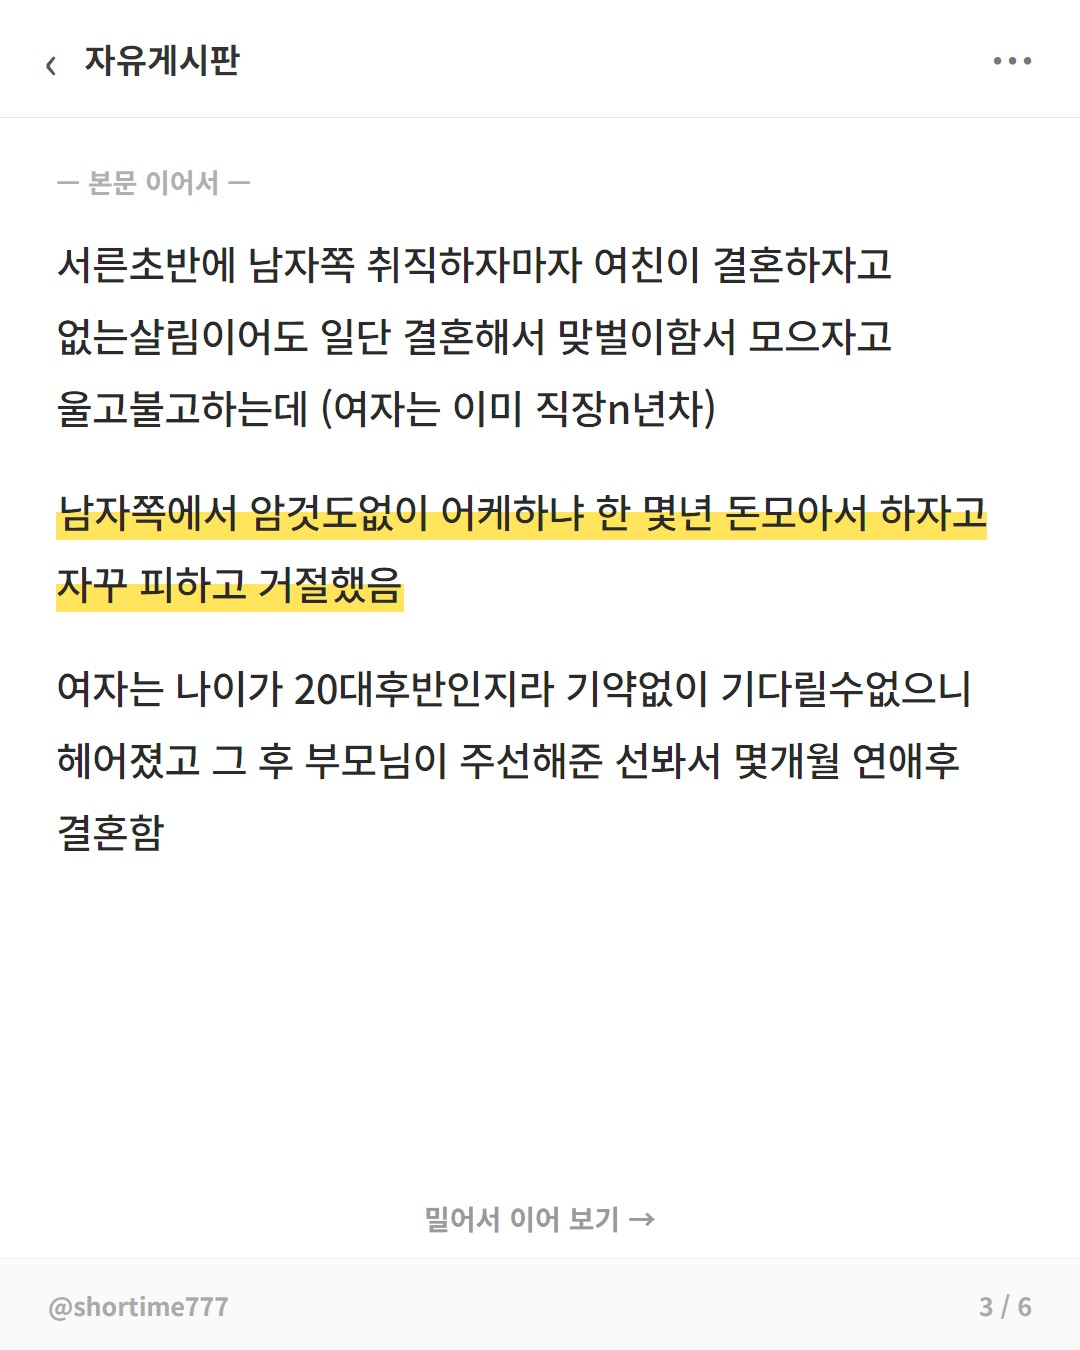 ‹ 자유게시판 •••
— 본문 이어서 —
서른초반에 남자쪽 취직하자마자 여친이 결혼하자고
없는살림이어도 일단 결혼해서 맞벌이함서 모으자고
울고불고하는데 (여자는 이미 직장n년차)
남자쪽에서 암것도없이 어케하냐 한 몇년 돈모아서 하자고
자꾸 피하고 거절했음
여자는 나이가 20대후반인지라 기약없이 기다릴수없으니
헤어졌고 그 후 부모님이 주선해준 선봐서 몇개월 연애후
결혼함
밀어서 이어 보기 →
@shortime777 3 / 6